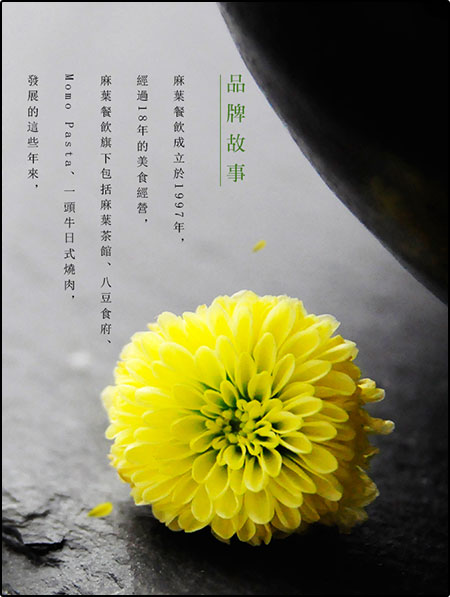 品牌故事
麻葉餐飲成立於1997年，
經過18年的美食經營，
麻葉餐飲旗下包括麻葉茶館、八豆食府、
Momo Pasta、一頭牛日式燒肉，
發展的這些年來，